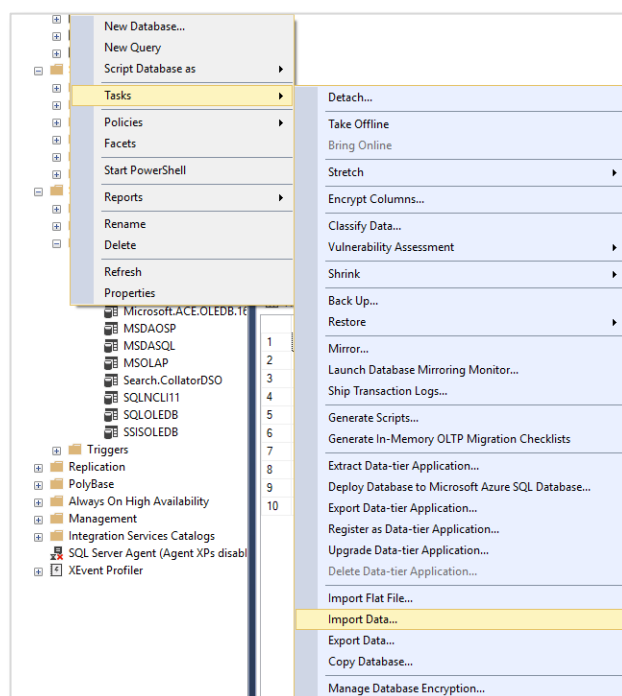 New Database...
New Query
Script Database as
Tasks
Policies
Facets
Start PowerShell
Reports
Rename
Delete
Refresh
Properties
Microsoft.ACE.OLEDB.16
MSDAOSP
MSDASQL
MSOLAP
Search.CollatorDSO
SQLNCLI11
SQLOLEDB
SSISOLEDB
Triggers
Replication
PolyBase
Always On High Availability
Management
Integration Services Catalogs
SQL Server Agent (Agent XPs disabl
XEvent Profiler
1
2
3
4
5
6
7
8
9
10
Detach...
Take Offline
Bring Online
Stretch
Encrypt Columns...
Classify Data...
Vulnerability Assessment
Shrink
Back Up...
Restore
Mirror...
Launch Database Mirroring Monitor...
Ship Transaction Logs...
Generate Scripts...
Generate In-Memory OLTP Migration Checklists
Extract Data-tier Application...
Deploy Database to Microsoft Azure SQL Database...
Export Data-tier Application...
Register as Data-tier Application...
Upgrade Data-tier Application...
Delete Data-tier Application...
Import Flat File...
Import Data...
Export Data...
Copy Database...
Manage Database Encryption...